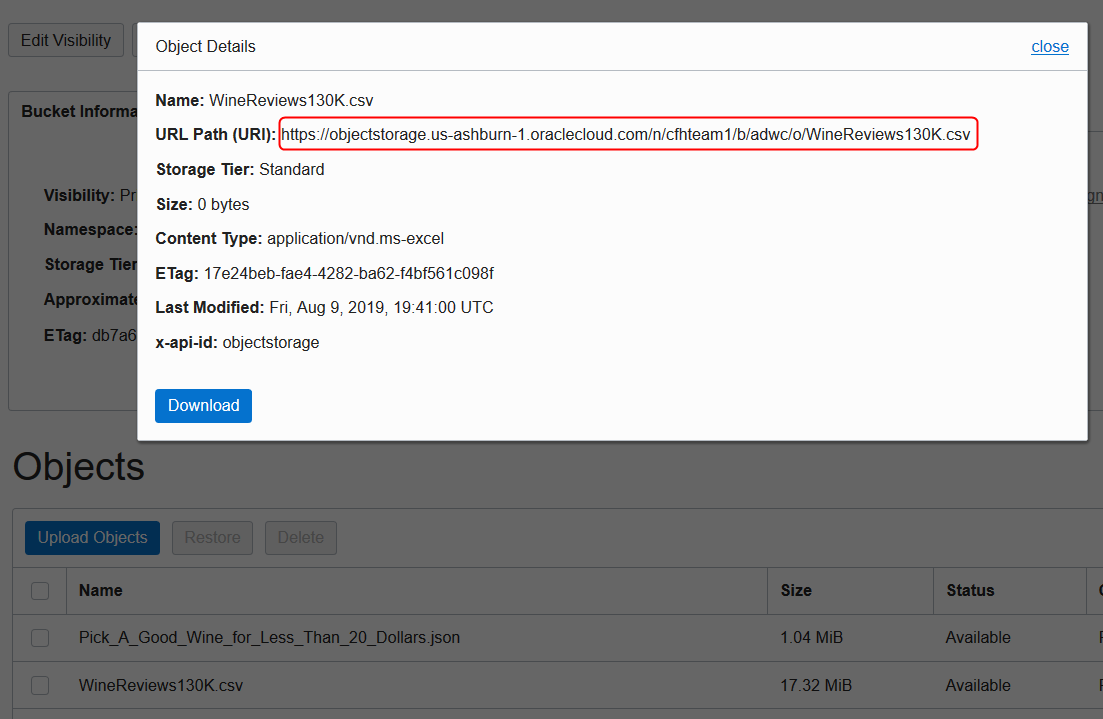 Edit Visibility
Object Details
close
Bucket Informa
Name: WineReviews130K.csv
URL Path (URI): https://objectstorage.us-ashburn-1.oraclecloud.com/n/cfhteam1/b/adwc/o/WineReviews130K.csv
Storage Tier: Standard
Visibility: Pr
Size: 0 bytes
Namespace:
Content Type: application/vnd.ms-excel
Storage Tier
ETag: 17e24beb-fae4-4282-ba62-f4bf561c098f
Approximate
Last Modified: Fri, Aug 9, 2019, 19:41:00 UTC
ETag: db7a6
x-api-id: objectstorage
Download
Objects
Upload Objects
Restore
Delete
Name
Size
Status
Pick_A_Good_Wine_for_Less_Than_20_Dollars.json
1.04 MiB
Available
WineReviews130K.csv
17.32 MiB
Available